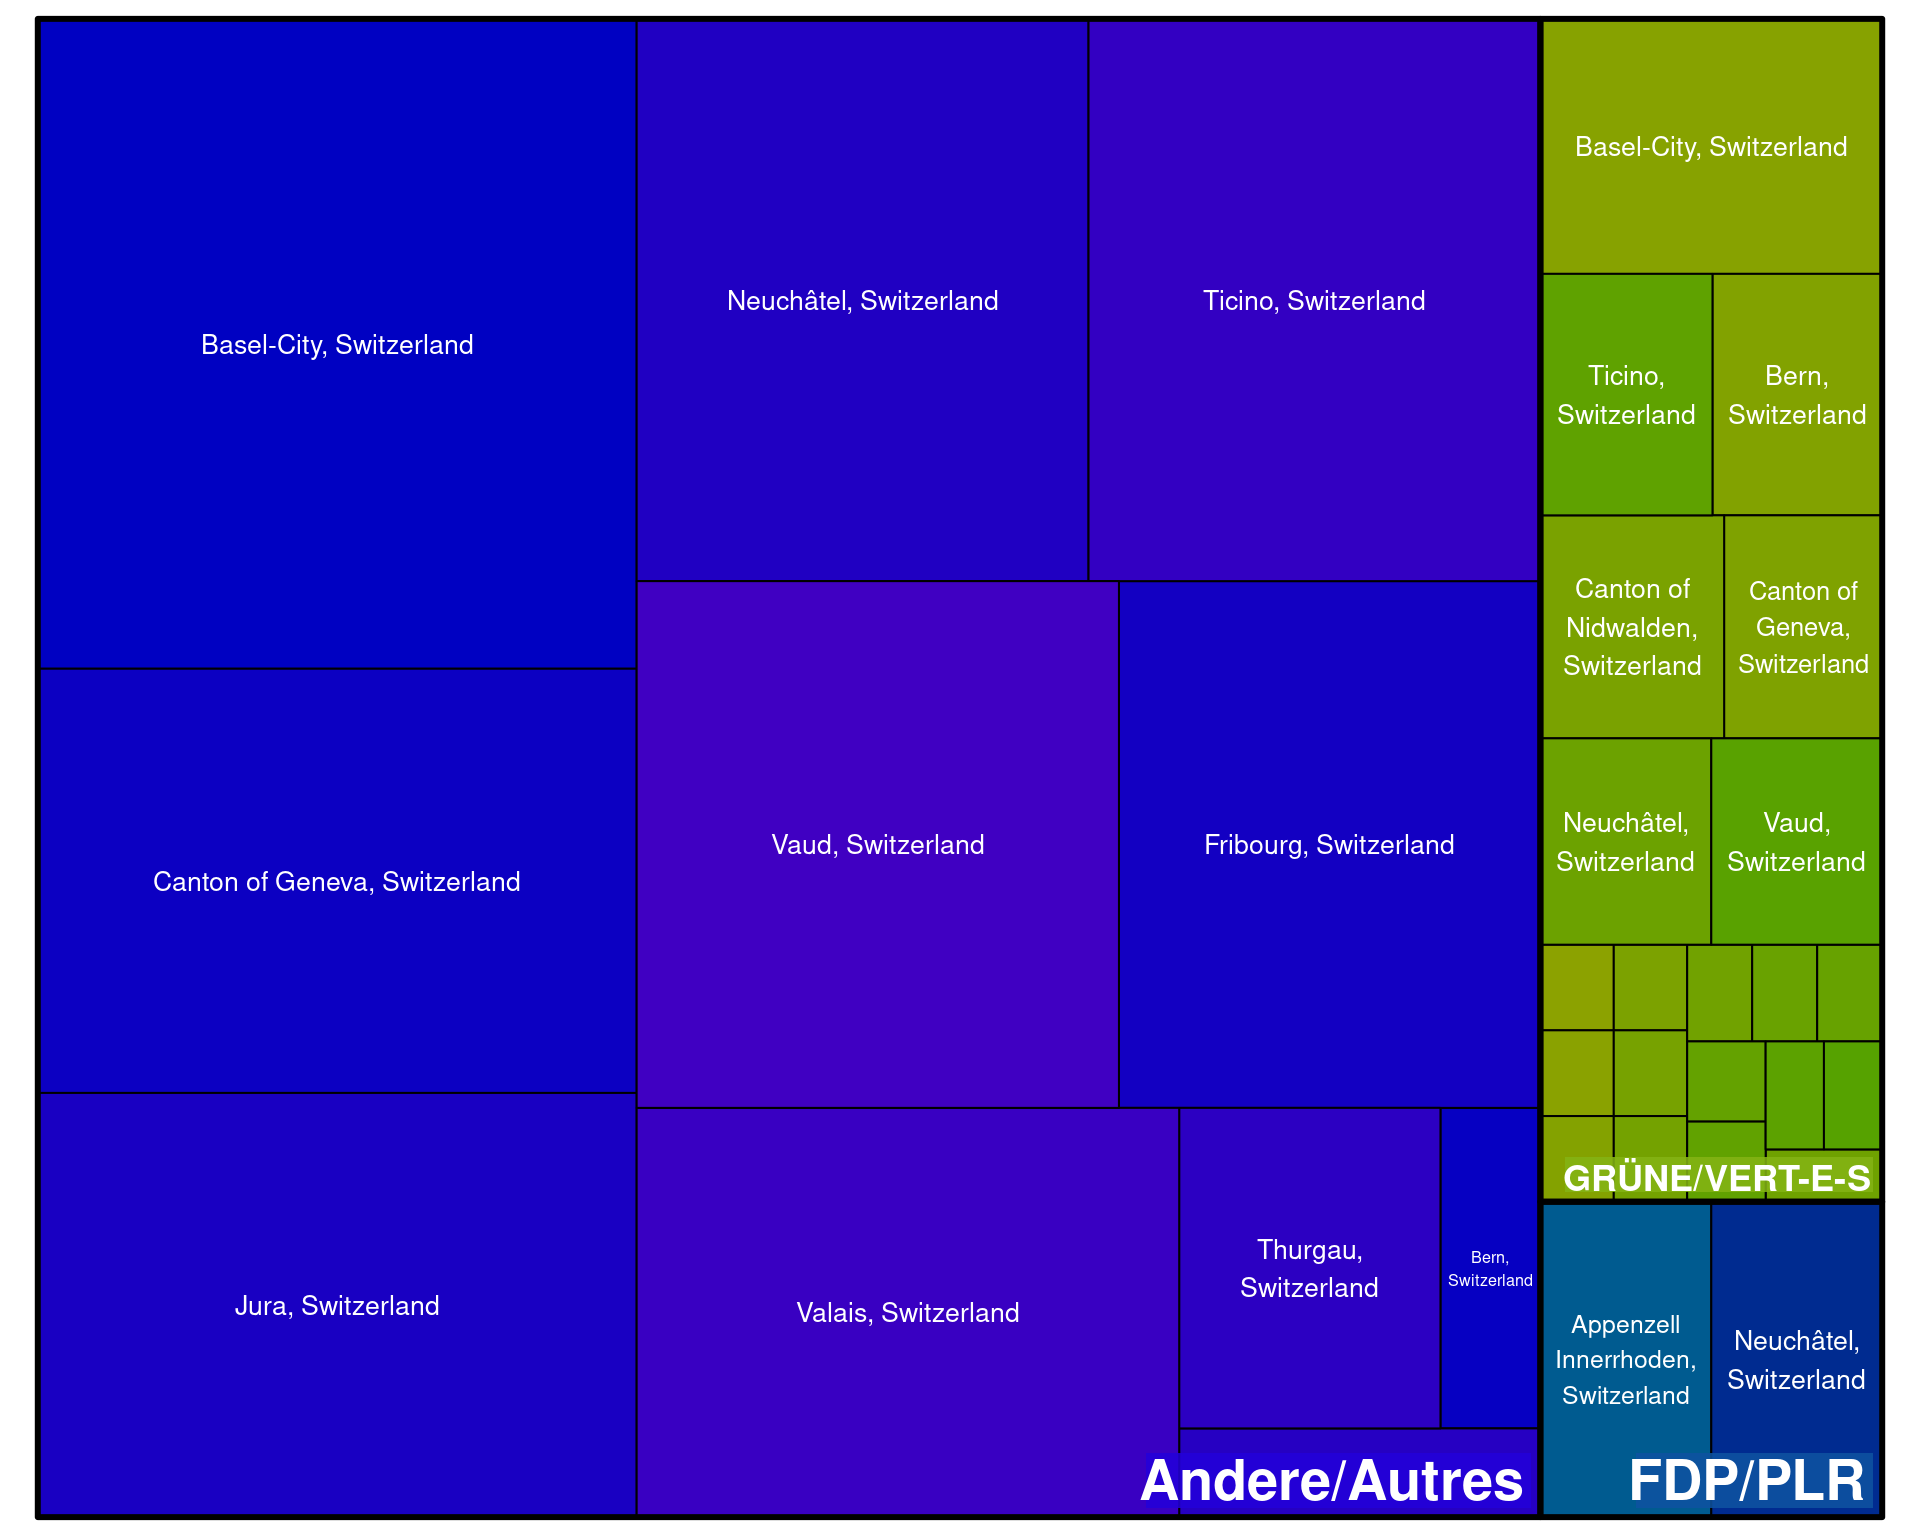 Basel-City, Switzerland
Canton of Geneva, Switzerland
Jura, Switzerland
Neuchâtel, Switzerland
Ticino, Switzerland
Vaud, Switzerland
Fribourg, Switzerland
Valais, Switzerland
Thurgau,
Switzerland
Bern,
Switzerland
Andere/Autres
Basel-City, Switzerland
Ticino,
Switzerland
Bern,
Switzerland
Canton of
Nidwalden,
Switzerland
Canton of
Geneva,
Switzerland
Neuchâtel,
Switzerland
Vaud,
Switzerland
GRÜNE/VERT-E-S
Appenzell
Innerrhoden,
Switzerland
Neuchâtel,
Switzerland
FDP/PLR